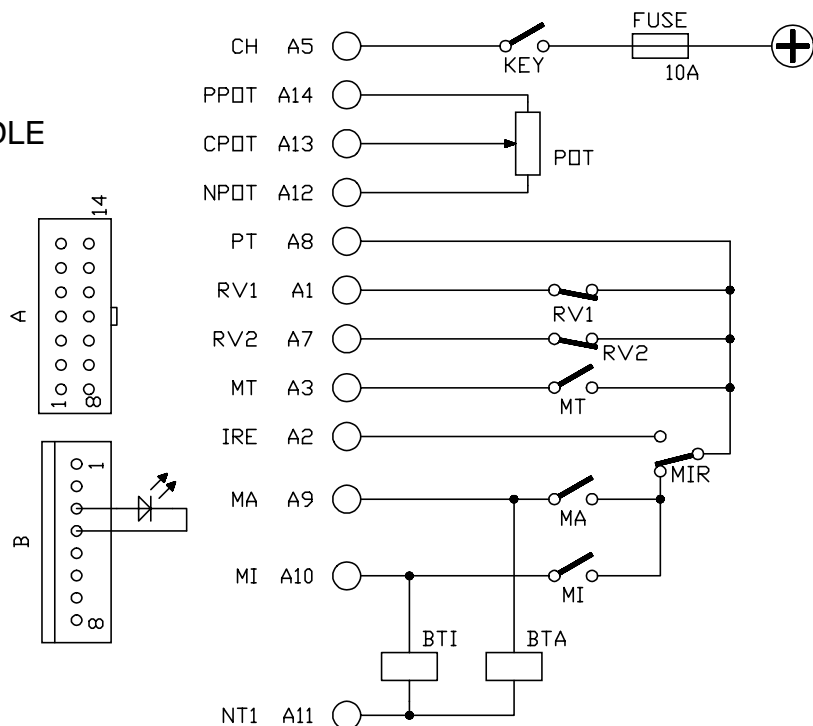 FUSE
CH A5
KEY
10A
PPOT A14
CPOT A13
POT
NPOT A12
14
PT A8
RV1 A1
RV1
A
RV2 A7
RV2
MT A3
MT
1 8
IRE A2
MIR
1
MA A9
MA
B
MI A10
MI
8
BTI BTA
NT1 A11